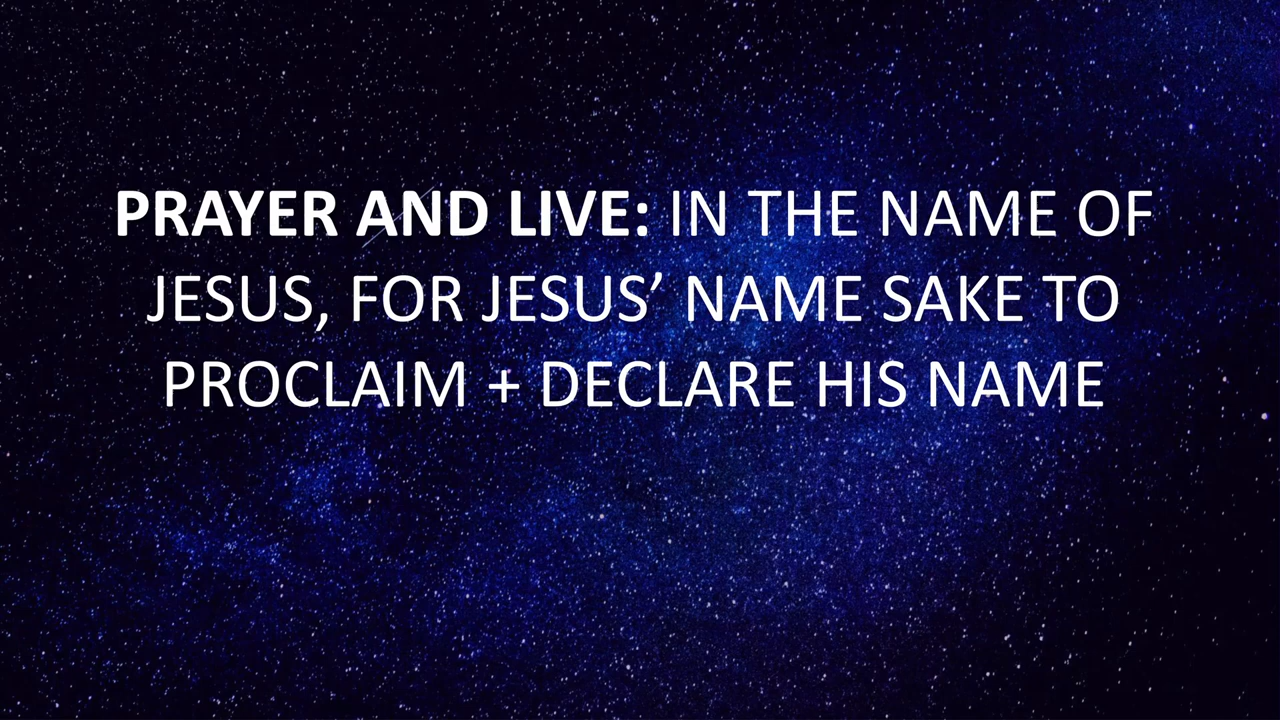 PRAYER AND LIVE: IN THE NAME OF
JESUS, FOR JESUS’ NAME SAKE TO
PROCLAIM + DECLARE HIS NAME